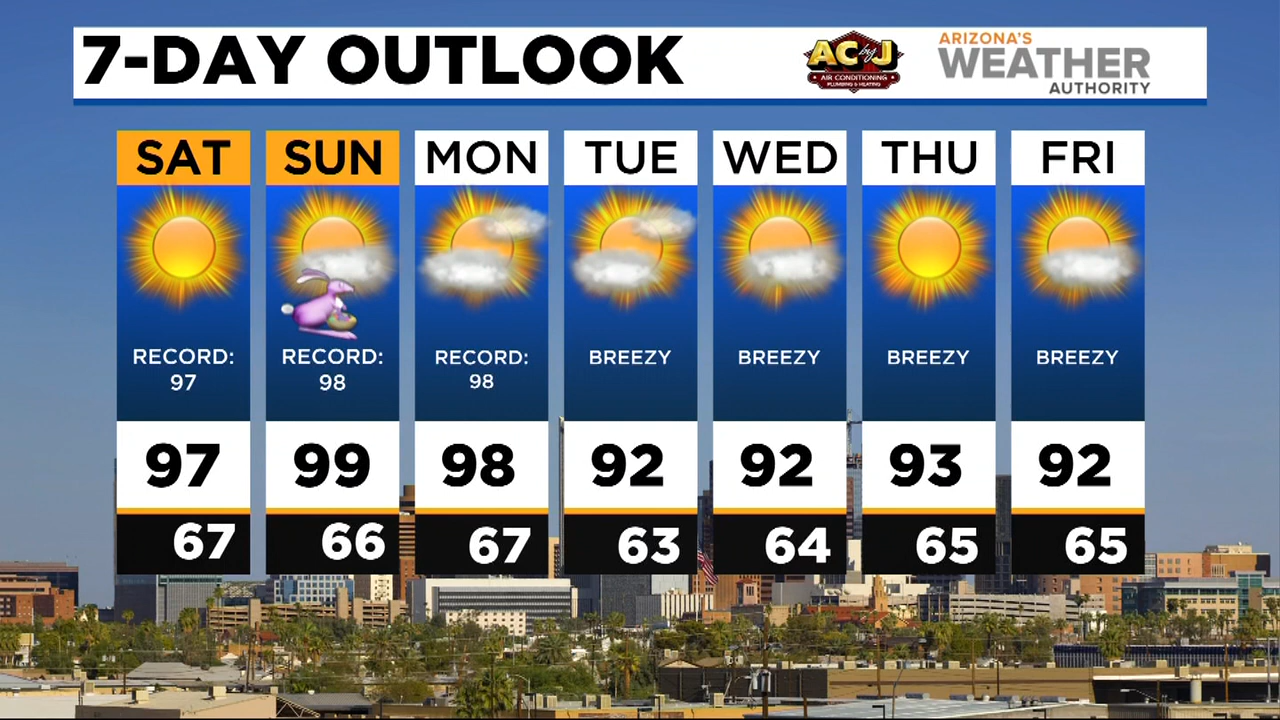 7-DAY OUTLOOK
AC by J
AIR CONDITIONING
PLUMBING & HEATING
ARIZONA'S
WEATHER
AUTHORITY
SAT SUN MON TUE WED THU FRI
RECORD: RECORD: RECORD: BREEZY BREEZY BREEZY BREEZY
97 98 98
97 99 98 92 92 93 92
67 66 67 63 64 65 65